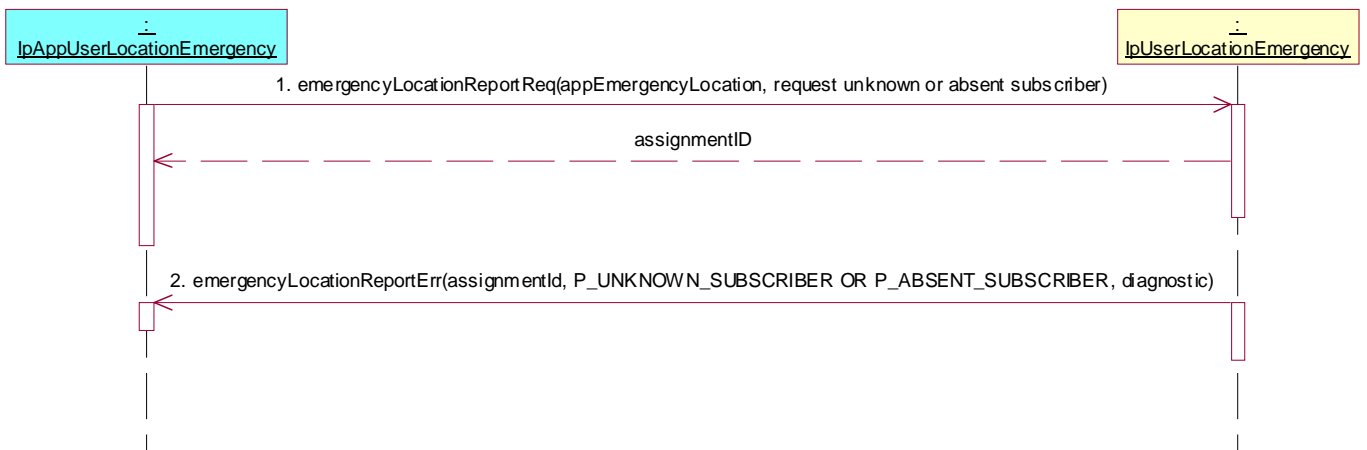 :
IpAppUserLocationEmergency
:
IpUserLocationEmergency
1. emergencyLocationReportReq(appEmergencyLocation, request unknown or absent subscriber)
assignmentID
2. emergencyLocationReportErr(assignmentId, P_UNKNOWN_SUBSCRIBER OR P_ABSENT_SUBSCRIBER, diagnostic)